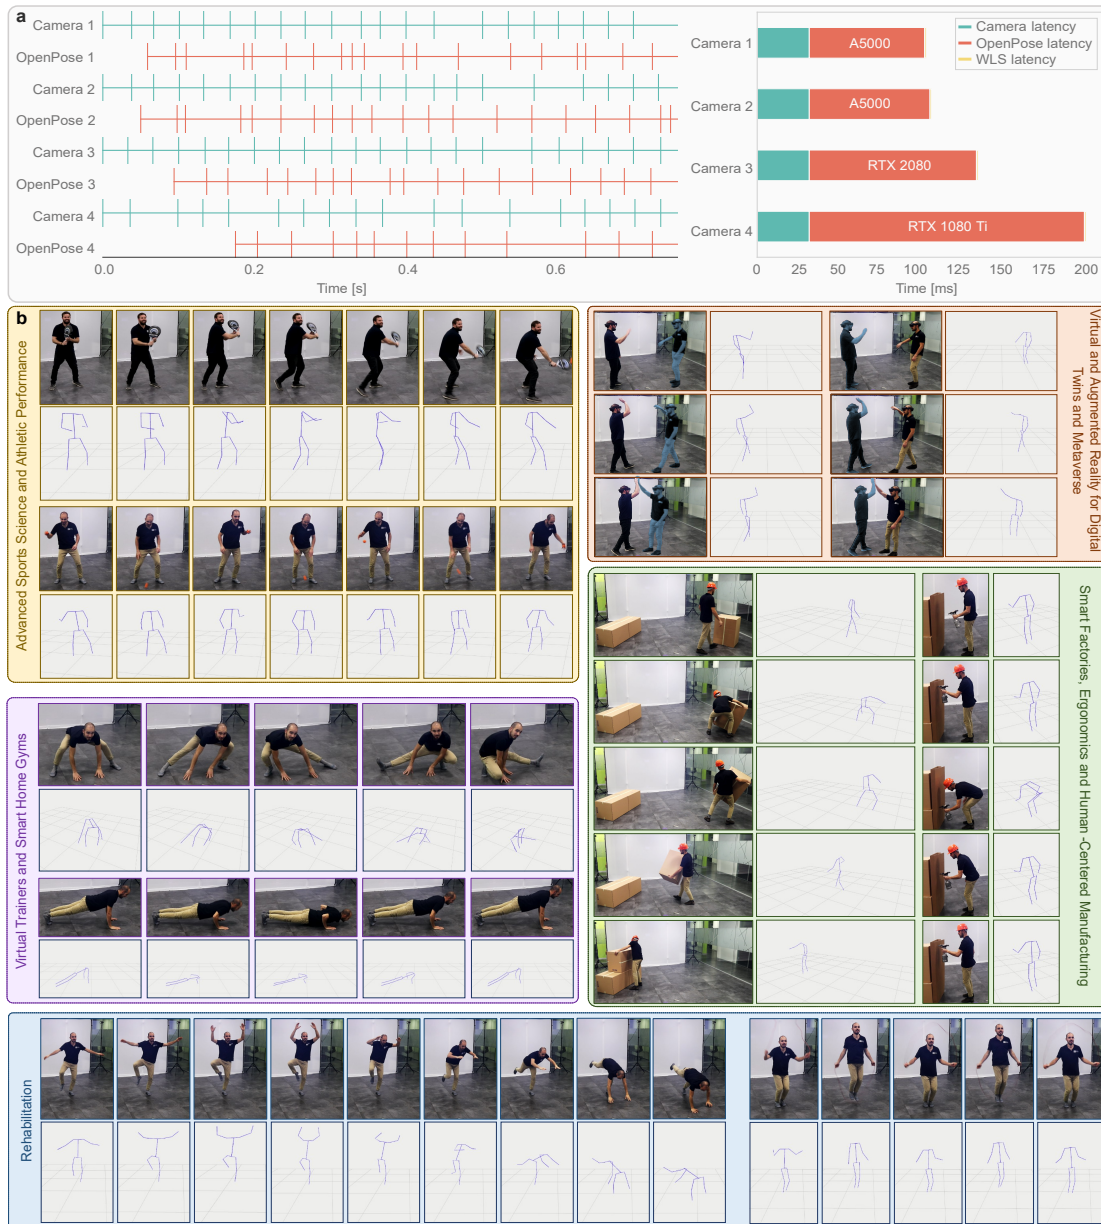 a
Camera 1
OpenPose 1
Camera 2
OpenPose 2
Camera 3
OpenPose 3
Camera 4
OpenPose 4
0.0
0.2
0.4
0.6
Time [s]
Camera latency
OpenPose latency
WLS latency
Camera 1
A5000
Camera 2
A5000
Camera 3
RTX 2080
Camera 4
RTX 1080 Ti
0
25
50
75
100
125
150
175
200
Time [ms]
b
Advanced Sports Science and Athletic Performance
Virtual and Augmented Reality for Digital
Twins and Metaverse
Virtual Trainers and Smart Home Gyms
Smart Factories, Ergonomics and Human -Centered Manufacturing
Rehabilitation